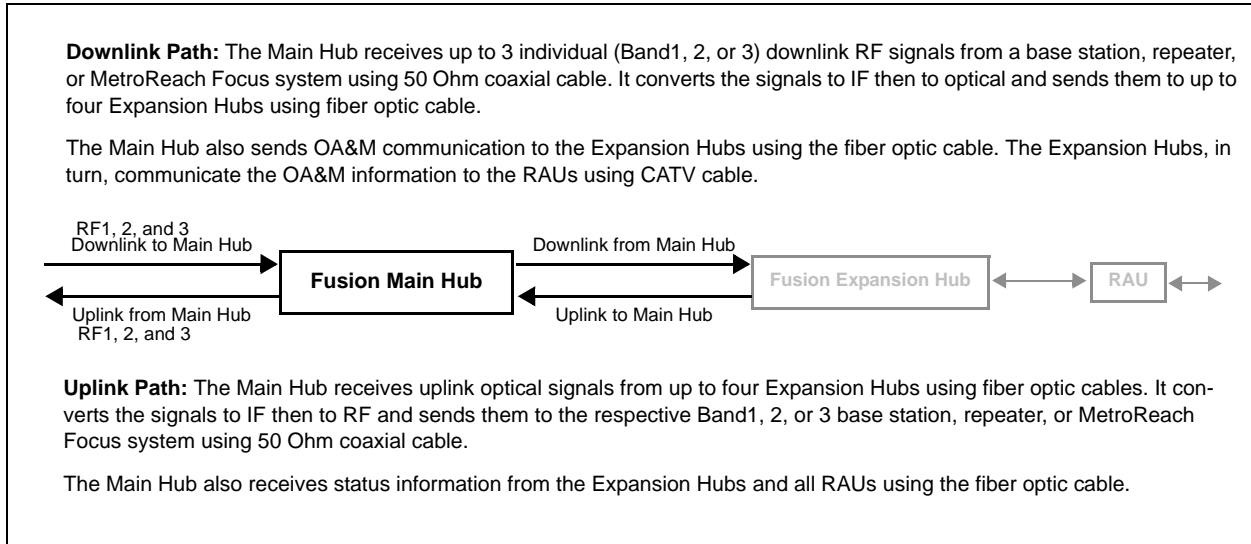 Downlink Path: The Main Hub receives up to 3 individual (Band1, 2, or 3) downlink RF signals from a base station, repeater,
or MetroReach Focus system using 50 Ohm coaxial cable. It converts the signals to IF then to optical and sends them to up to
four Expansion Hubs using fiber optic cable.
The Main Hub also sends OA&M communication to the Expansion Hubs using the fiber optic cable. The Expansion Hubs, in
turn, communicate the OA&M information to the RAUs using CATV cable.
RF1, 2, and 3
Downlink to Main Hub
Downlink from Main Hub
Fusion Main Hub
Fusion Expansion Hub
RAU
Uplink from Main Hub
Uplink to Main Hub
RF1, 2, and 3
Uplink Path: The Main Hub receives uplink optical signals from up to four Expansion Hubs using fiber optic cables. It con-
verts the signals to IF then to RF and sends them to the respective Band1, 2, or 3 base station, repeater, or MetroReach
Focus system using 50 Ohm coaxial cable.
The Main Hub also receives status information from the Expansion Hubs and all RAUs using the fiber optic cable.